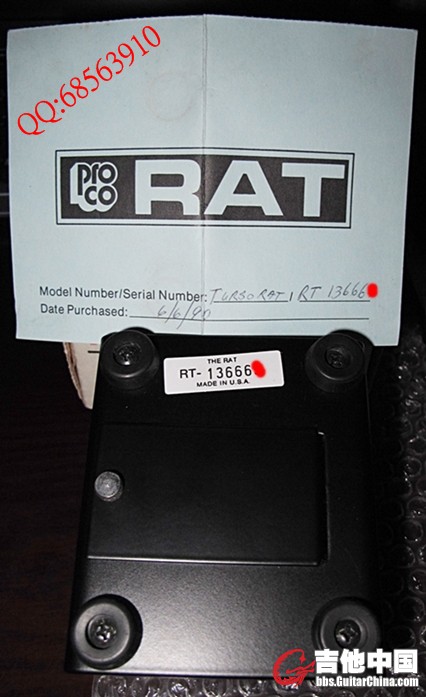 QQ:68563910
pro co RAT
Model Number/Serial Number: TURBO RAT / RT 13666
Date Purchased: 6/6/90
THE RAT
RT-13666
MADE IN U.S.A.
吉他中国
bbs.GuitarChina.com